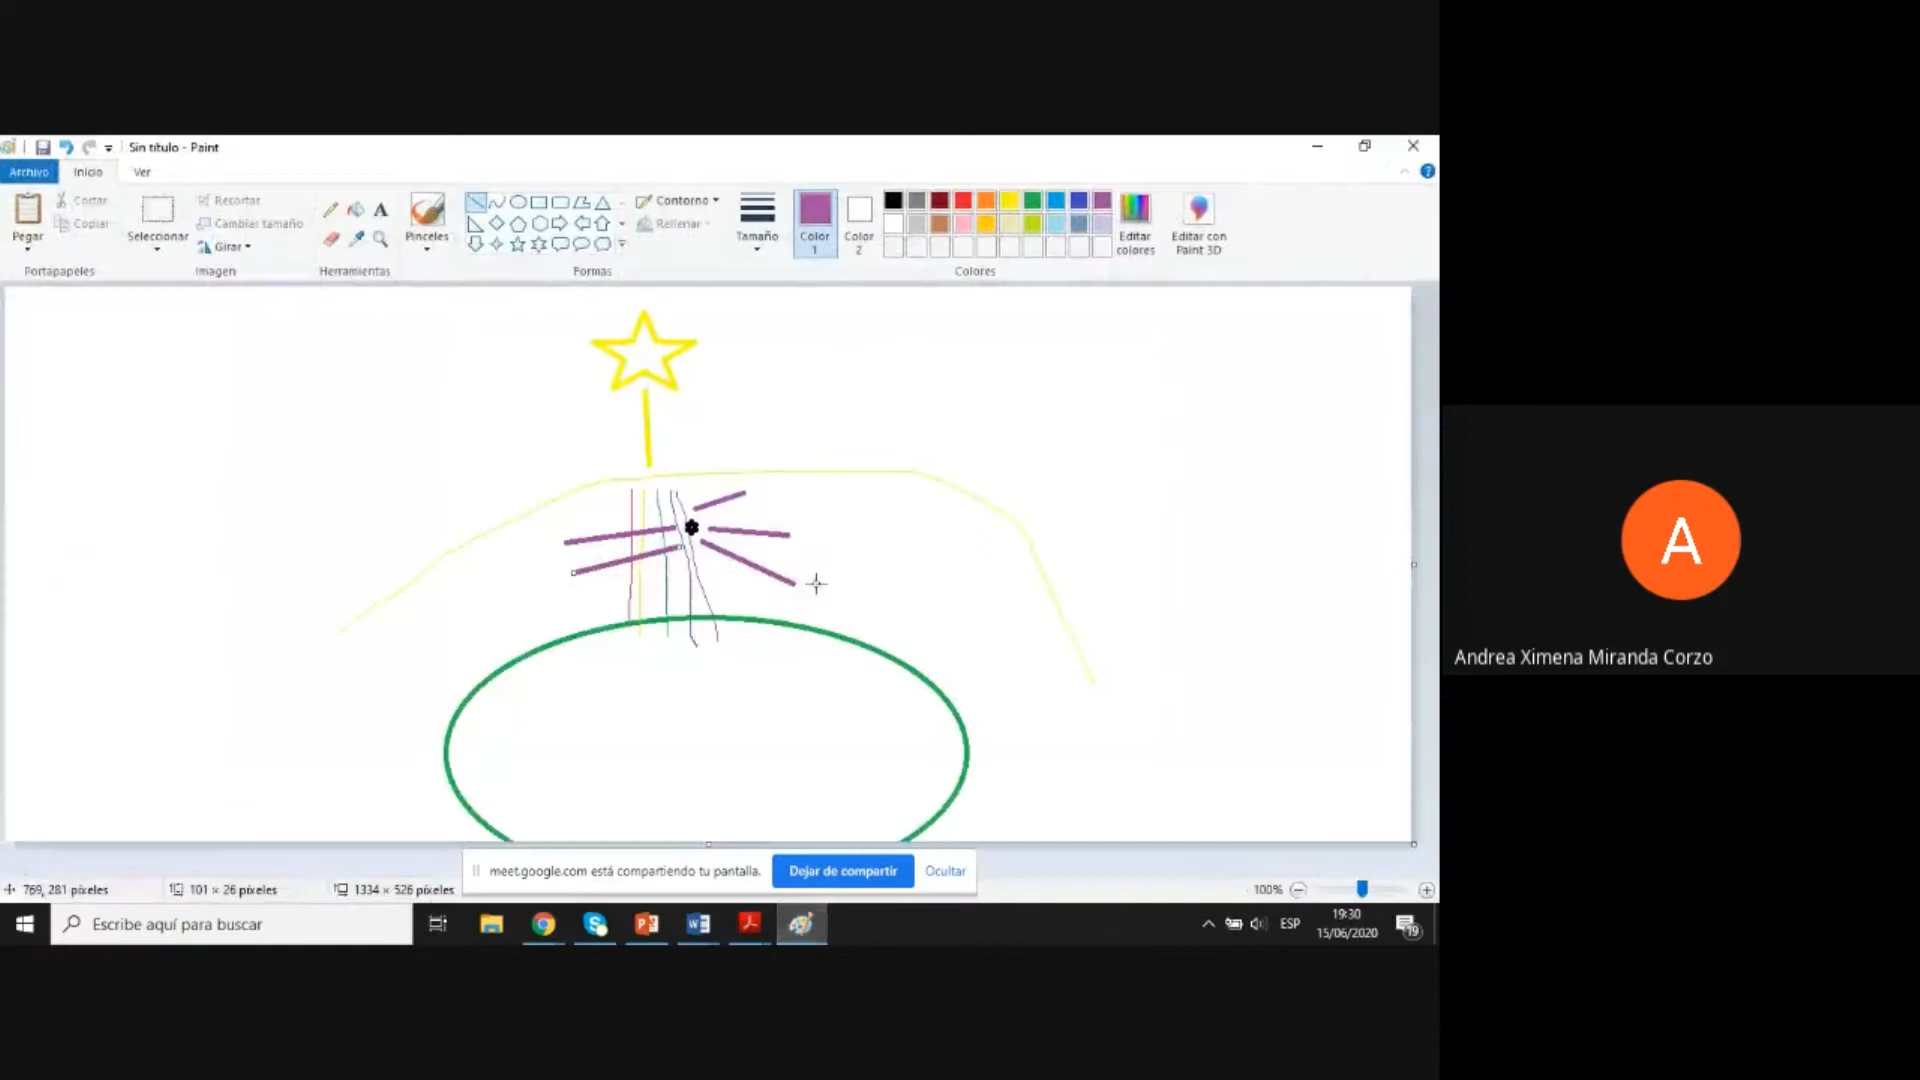 Sin título - Paint
Archivo Inicio Ver
Pegar
Cortar
Copiar
Portapapeles
Seleccionar
Recortar
Cambiar tamaño
Girar
Imagen
Herramientas
Pinceles
Contorno
Rellenar
Formas
Tamaño
Color 1
Color 2
Editar colores
Editar con Paint 3D
Colores
A
Andrea Ximena Miranda Corzo
meet.google.com está compartiendo tu pantalla. Dejar de compartir Ocultar
769, 281 píxeles 101 × 26 píxeles 1334 × 526 píxeles 100%
Escribe aquí para buscar
ESP
19:30
15/06/2020
19